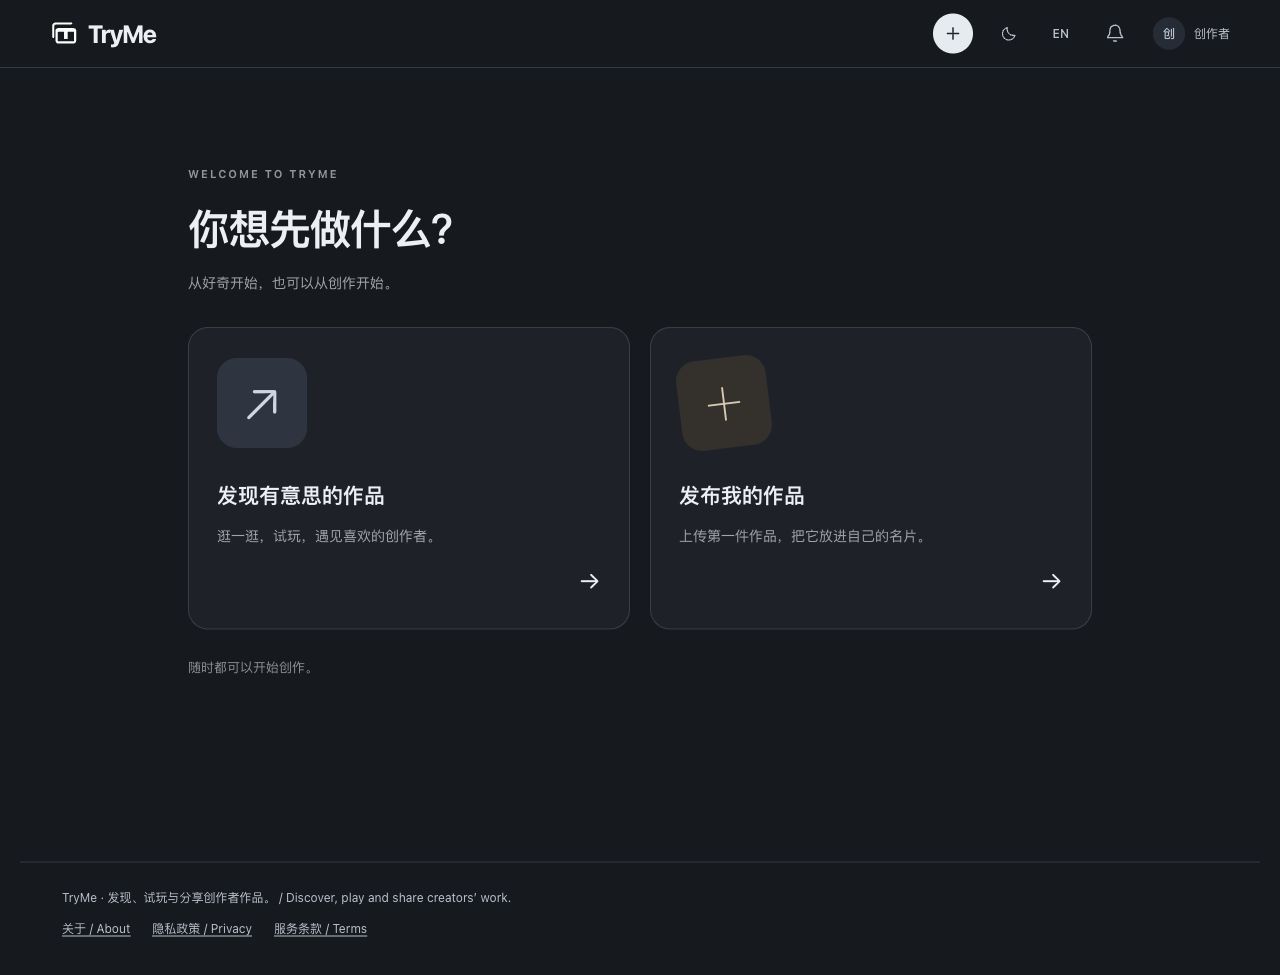 TryMe
EN
创 创作者
WELCOME TO TRYME
你想先做什么?
从好奇开始，也可以从创作开始。
发现有意思的作品
逛一逛，试玩，遇见喜欢的创作者。
发布我的作品
上传第一件作品，把它放进自己的名片。
随时都可以开始创作。
TryMe · 发现、试玩与分享创作者作品。 / Discover, play and share creators’ work.
关于 / About 隐私政策 / Privacy 服务条款 / Terms